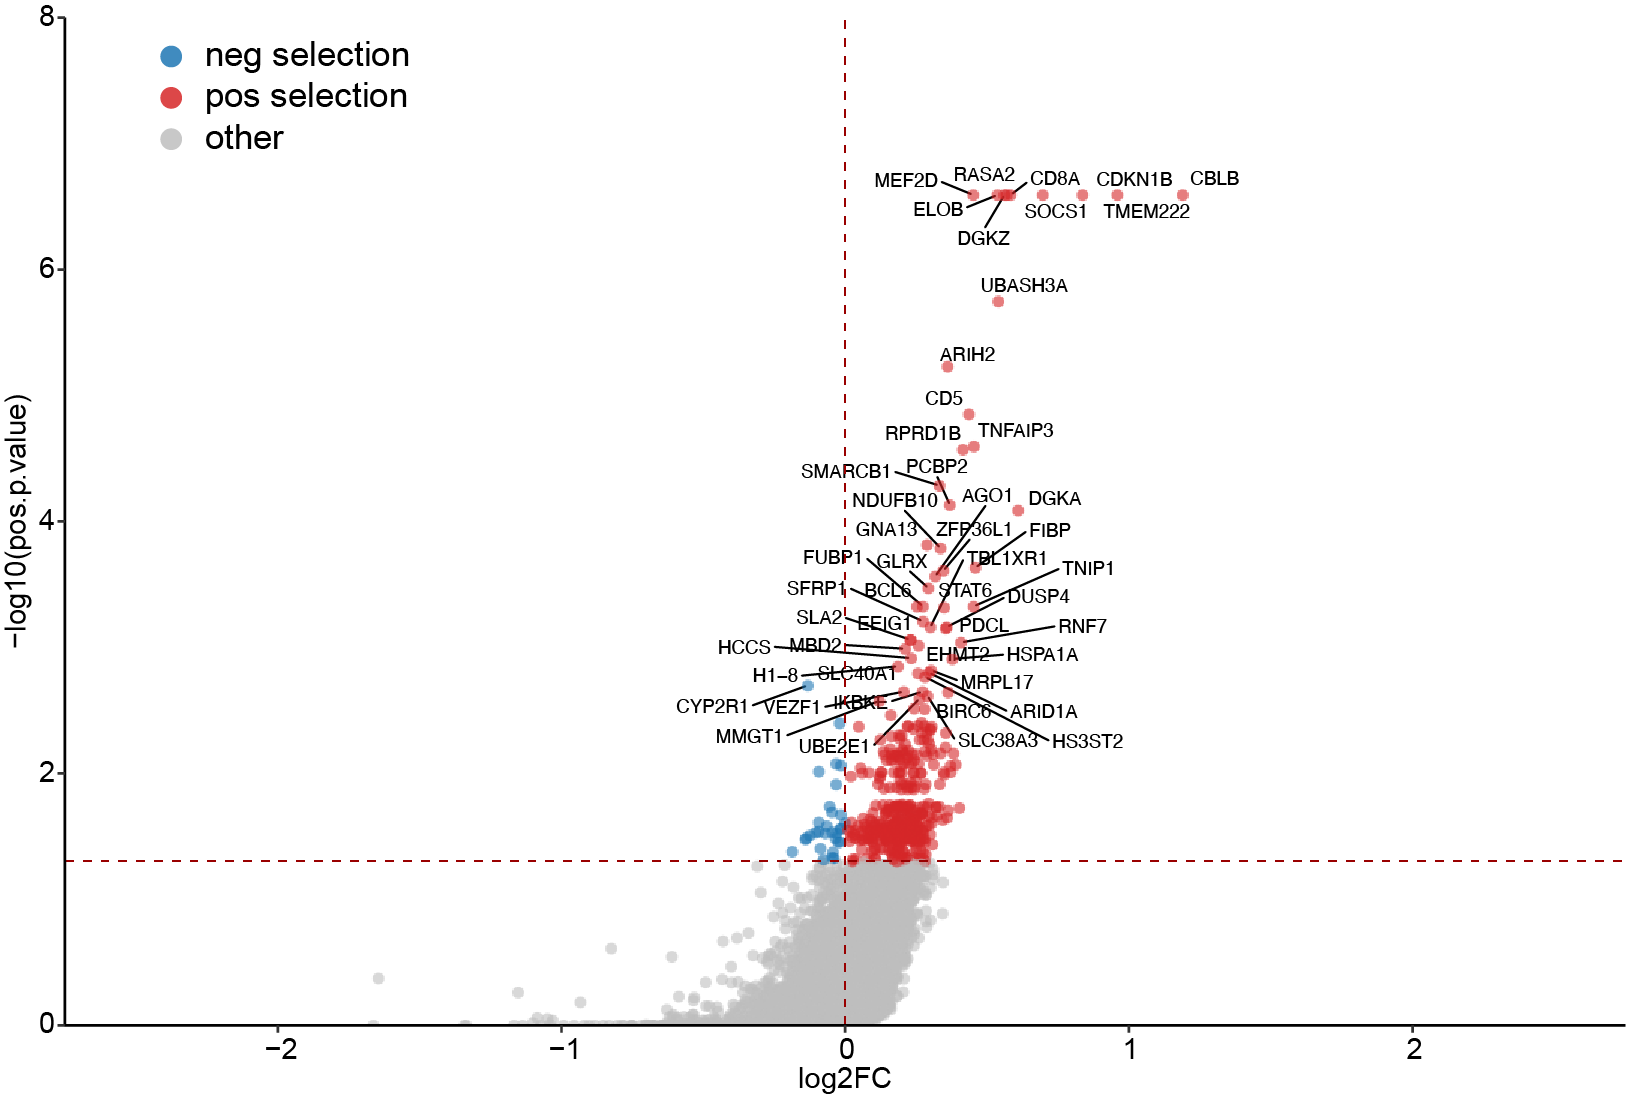 8
neg selection
pos selection
other
MEF2D
RASA2
CD8A
CDKN1B
CBLB
ELOB
SOCS1
TMEM222
DGKZ
6
UBASH3A
ARIH2
CD5
RPRD1B
TNFAIP3
SMARCB1
PCBP2
NDUFB10
AGO1
DGKA
4
GNA13
ZFP36L1
FIBP
FUBP1
GLRX
TBL1XR1
TNIP1
SFRP1
BCL6
STAT6
DUSP4
SLA2
EEIG1
PDCL
RNF7
HCCS
MBD2
EHMT2
HSPA1A
H1−8
SLC40A1
MRPL17
CYP2R1
VEZF1
IKBKE
BIRC6
ARID1A
MMGT1
UBE2E1
SLC38A3
HS3ST2
2
0
−log10(pos.p.value)
−2
−1
0
1
2
log2FC